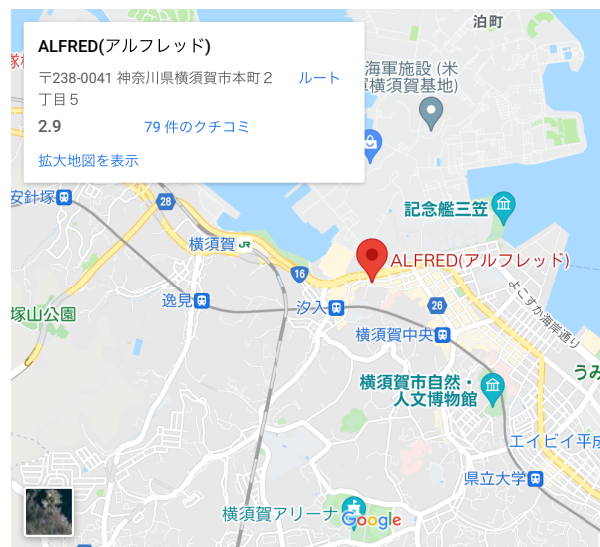 泊町
ALFRED(アルフレッド)
〒238-0041 神奈川県横須賀市本町２
丁目５
ルート
2.9
79 件のクチコミ
拡大地図を表示
海軍施設 (米
横須賀基地)
記念艦三笠
安針塚
28
横須賀
JR
16
ALFRED(アルフレッド)
よこすか海岸通り
逸見
汐入
26
塚山公園
横須賀中央
うみ
横須賀市自然・
人文博物館
エイビイ平成
県立大学
横須賀アリーナ
Google